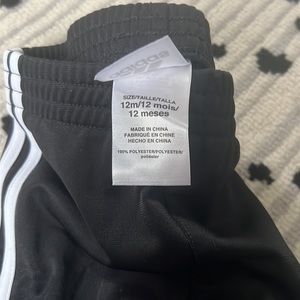 adidas
SIZE/TAILLE/TALLA
12m/12 mois/
12 meses
MADE IN CHINA
FABRIQUÉ EN CHINE
HECHO EN CHINA
100% POLYESTER/POLYESTER/
poliéster